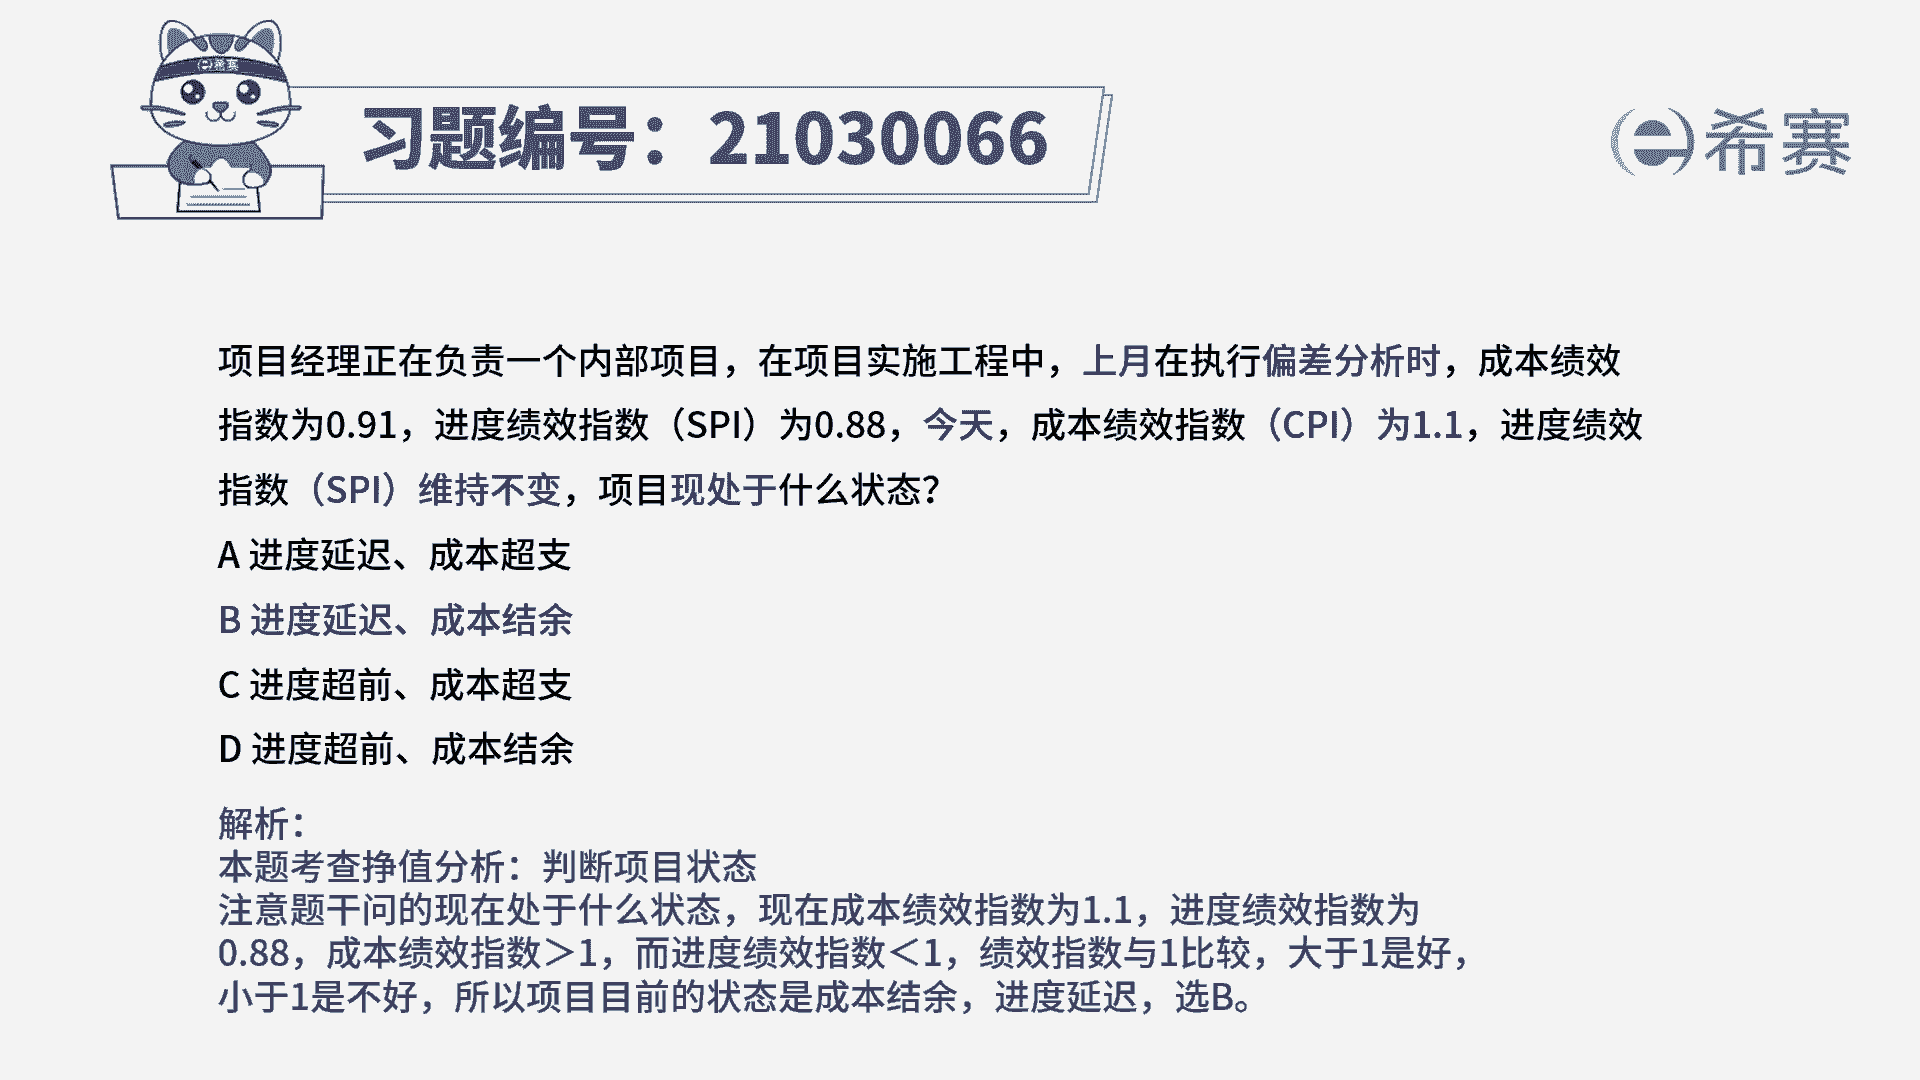 希赛
习题编号：21030066
希赛
项目经理正在负责一个内部项目，在项目实施工程中，上月在执行偏差分析时，成本绩效
指数为0.91，进度绩效指数（SPI）为0.88，今天，成本绩效指数（CPI）为1.1，进度绩效
指数（SPI）维持不变，项目现处于什么状态？
A 进度延迟、成本超支
B 进度延迟、成本结余
C 进度超前、成本超支
D 进度超前、成本结余
解析：
本题考查挣值分析：判断项目状态
注意题干问的现在处于什么状态，现在成本绩效指数为1.1，进度绩效指数为
0.88，成本绩效指数＞1，而进度绩效指数＜1，绩效指数与1比较，大于1是好，
小于1是不好，所以项目目前的状态是成本结余，进度延迟，选B。